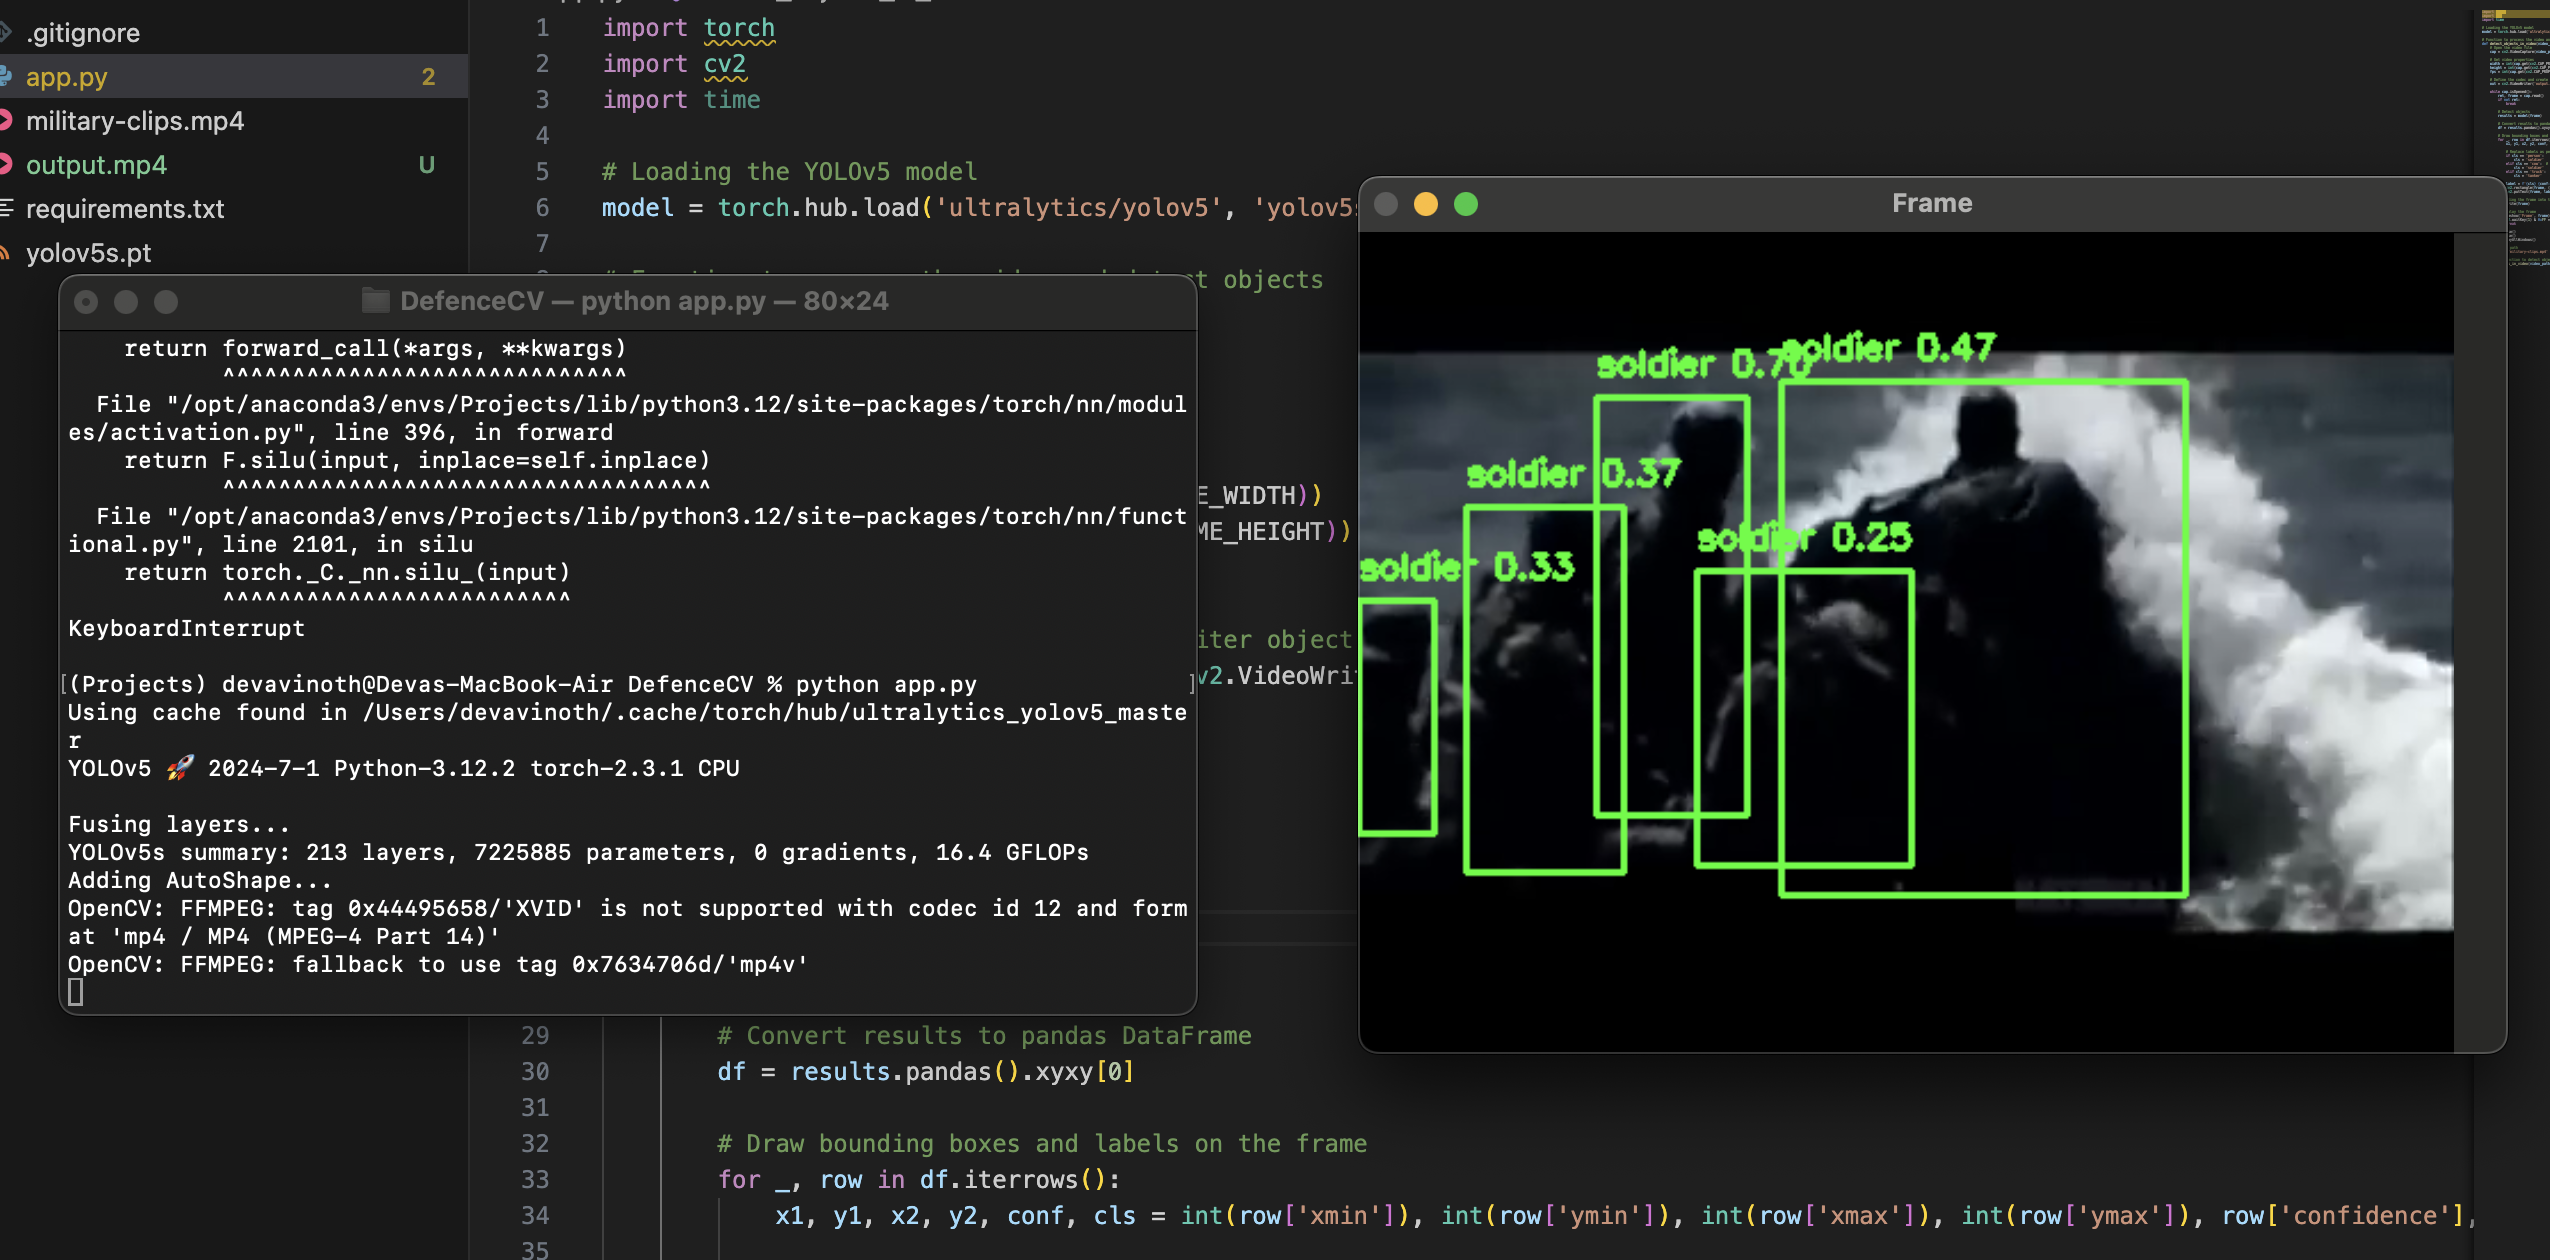 .gitignore
app.py 2
military-clips.mp4
output.mp4 U
requirements.txt
yolov5s.pt
1 import torch
2 import cv2
3 import time
4
5 # Loading the YOLOv5 model
6 model = torch.hub.load('ultralytics/yolov5', 'yolov5s
7
t objects
E_WIDTH))
ME_HEIGHT))
iter object
v2.VideoWri
DefenceCV — python app.py — 80×24
return forward_call(*args, **kwargs)
^^^^^^^^^^^^^^^^^^^^^^^^^^^^^
File "/opt/anaconda3/envs/Projects/lib/python3.12/site-packages/torch/nn/modul
es/activation.py", line 396, in forward
return F.silu(input, inplace=self.inplace)
^^^^^^^^^^^^^^^^^^^^^^^^^^^^^^^^^^^
File "/opt/anaconda3/envs/Projects/lib/python3.12/site-packages/torch/nn/funct
ional.py", line 2101, in silu
return torch._C._nn.silu_(input)
^^^^^^^^^^^^^^^^^^^^^^^^^
KeyboardInterrupt
[(Projects) devavinoth@Devas-MacBook-Air DefenceCV % python app.py ]
Using cache found in /Users/devavinoth/.cache/torch/hub/ultralytics_yolov5_maste
r
YOLOv5 🚀 2024-7-1 Python-3.12.2 torch-2.3.1 CPU
Fusing layers...
YOLOv5s summary: 213 layers, 7225885 parameters, 0 gradients, 16.4 GFLOPs
Adding AutoShape...
OpenCV: FFMPEG: tag 0x44495658/'XVID' is not supported with codec id 12 and form
at 'mp4 / MP4 (MPEG-4 Part 14)'
OpenCV: FFMPEG: fallback to use tag 0x7634706d/'mp4v'
Frame
soldier 0.70
soldier 0.47
soldier 0.37
soldier 0.25
soldier 0.33
29 # Convert results to pandas DataFrame
30 df = results.pandas().xyxy[0]
31
32 # Draw bounding boxes and labels on the frame
33 for _, row in df.iterrows():
34 x1, y1, x2, y2, conf, cls = int(row['xmin']), int(row['ymin']), int(row['xmax']), int(row['ymax']), row['confidence'],
35